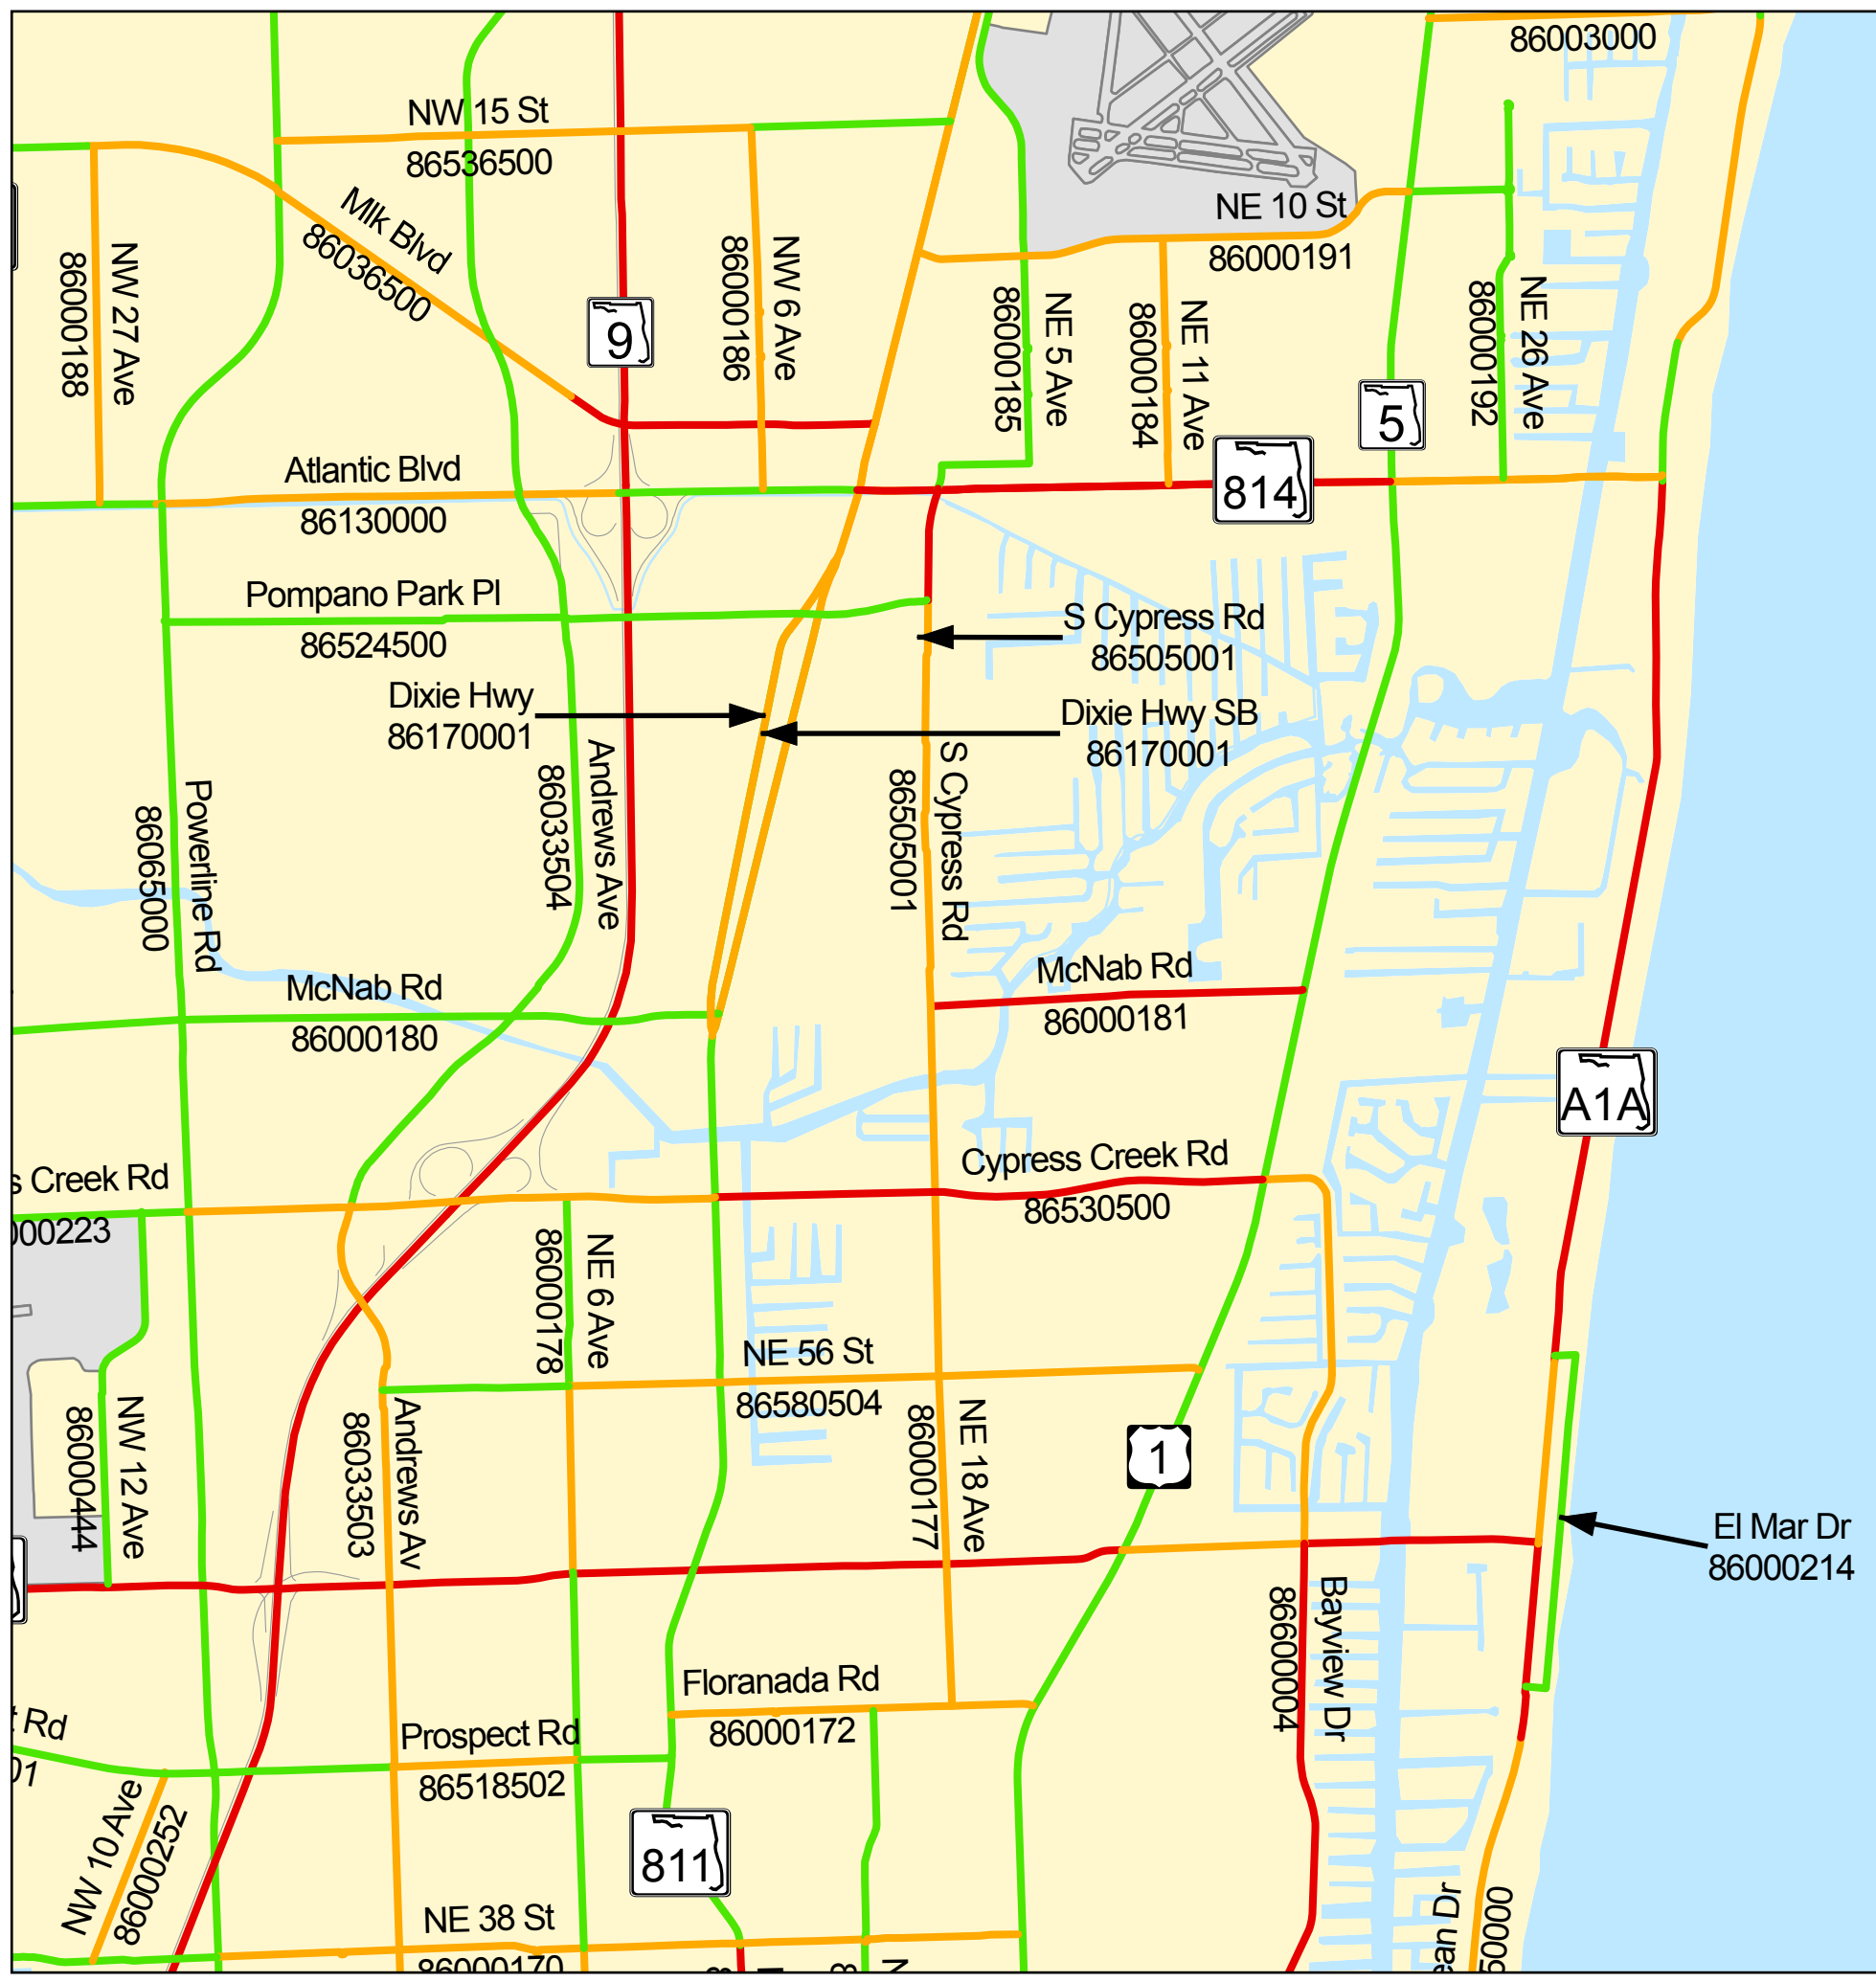 86003000
NW 15 St
86536500
Mlk Blvd
86036500
NW 27 Ave
86000188
NW 6 Ave
86000186
9
NE 10 St
86000191
NE 5 Ave
86000185
NE 11 Ave
86000184
5
NE 26 Ave
86000192
Atlantic Blvd
86130000
814
Pompano Park Pl
86524500
S Cypress Rd
86505001
Dixie Hwy
86170001
Dixie Hwy SB
86170001
Powerline Rd
86065000
Andrews Ave
86033504
S Cypress Rd
86505001
McNab Rd
86000180
McNab Rd
86000181
A1A
s Creek Rd
000223
Cypress Creek Rd
86530500
NE 6 Ave
86000178
NE 56 St
86580504
NW 12 Ave
86000444
Andrews Av
86033503
NE 18 Ave
86000177
1
El Mar Dr
86000214
Bayview Dr
86600004
Floranada Rd
86000172
t Rd
01
Prospect Rd
86518502
NW 10 Ave
86000252
811
NE 38 St
86000170
ean Dr
50000